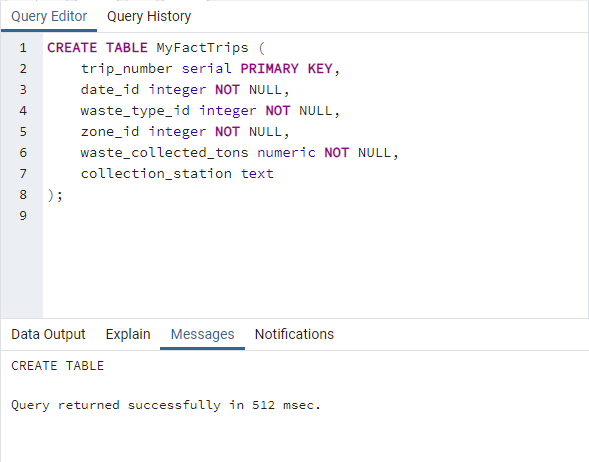 Query Editor Query History
1 CREATE TABLE MyFactTrips (
2 trip_number serial PRIMARY KEY,
3 date_id integer NOT NULL,
4 waste_type_id integer NOT NULL,
5 zone_id integer NOT NULL,
6 waste_collected_tons numeric NOT NULL,
7 collection_station text
8 );
9
Data Output Explain Messages Notifications
CREATE TABLE
Query returned successfully in 512 msec.